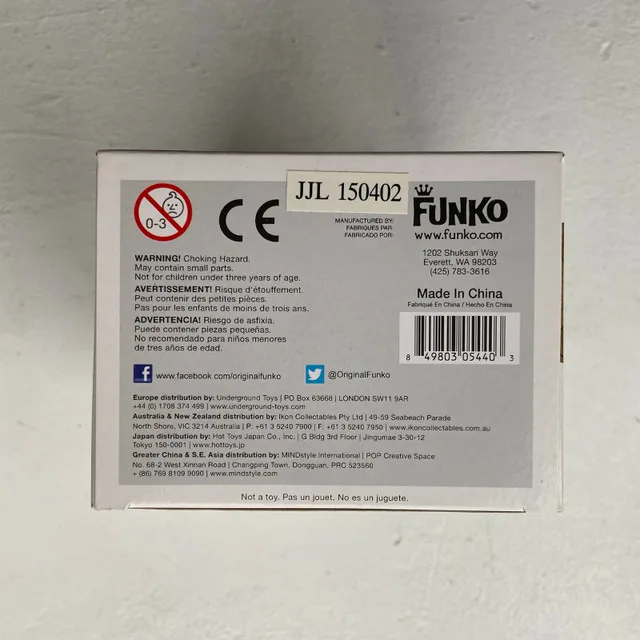 0-3
CE
JJL 150402
MANUFACTURED BY:
FABRIQUÉS PAR:
FABRICADO POR:
FUNKO
www.funko.com
1202 Shuksan Way
Everett, WA 98203
(425) 783-3616
Made In China
Fabriqué En China / Hecho En China
8 49803 05440 3
WARNING! Choking Hazard.
May contain small parts.
Not for children under three years of age.
AVERTISSEMENT! Risque d'étouffement.
Peut contenir des petites pièces.
Pas pour les enfants de moins de trois ans.
ADVERTENCIA! Riesgo de asfixia.
Puede contener piezas pequeñas.
No recomendado para niños menores
de tres años de edad.
www.facebook.com/originalfunko
@OriginalFunko
Europe distribution by: Underground Toys | PO Box 63668 | LONDON SW11 9AR
+44 (0) 1708 374 499 | www.underground-toys.com
Australia & New Zealand distribution by: Ikon Collectables Pty Ltd | 49-59 Seabeach Parade
North Shore, VIC 3214 Australia | P: +61 3 5240 7900 | F: +61 3 5240 7950 | www.ikoncollectables.com.au
Japan distribution by: Hot Toys Japan Co., Inc. | G Bldg 3rd Floor | Jingumae 3-30-12
Tokyo 150-0001 | www.hottoys.jp
Greater China & S.E. Asia distribution by: MINDstyle International | POP Creative Space
No. 68-2 West Xinnan Road | Changping Town, Dongguan, PRC 523560
+ (86) 769 8109 9090 | www.mindstyle.com
Not a toy. Pas un jouet. No es un juguete.